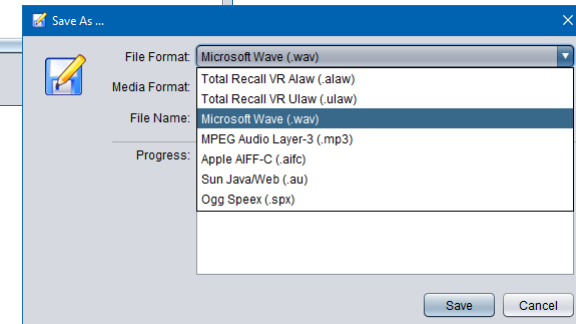 Save As ...
File Format: Microsoft Wave (.wav)
Media Format:
Total Recall VR Alaw (.alaw)
Total Recall VR Ulaw (.ulaw)
File Name:
Microsoft Wave (.wav)
MPEG Audio Layer-3 (.mp3)
Progress:
Apple AIFF-C (.aifc)
Sun Java/Web (.au)
Ogg Speex (.spx)
Save
Cancel